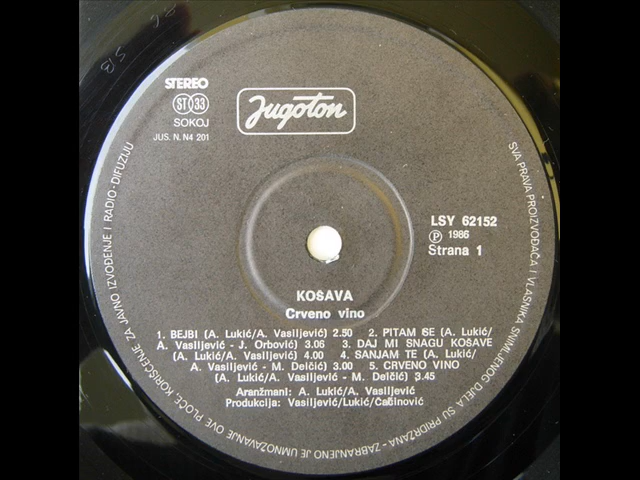 STEREO
ST 33
SOKOJ
JUS. N. N4 201
Jugoton
LSY 62152
Ⓟ 1986
Strana 1
KOŠAVA
Crveno vino
1. BEJBI (A. Lukić/A. Vasiljević) 2.50 2. PITAM SE (A. Lukić/
A. Vasiljević - J. Orbović) 3.06 3. DAJ MI SNAGU KOŠAVE
(A. Lukić/A. Vasiljević) 4.00 4. SANJAM TE (A. Lukić/
A. Vasiljević - M. Delčić) 3.00 5. CRVENO VINO
(A. Lukić/A. Vasiljević - M. Delčić) 3.45
Aranžmani: A. Lukić/A. Vasiljević
Produkcija: Vasiljević/Lukić/Čačinović
SVA PRAVA PROIZVOĐAČA I VLASNIKA SNIMLJENOG DJELA SU PRIDRŽANA - ZABRANJENO JE UMNOŽAVANJE OVE PLOČE, KORIŠĆENJE ZA JAVNO IZVOĐENJE I RADIO-DIFUZIJU